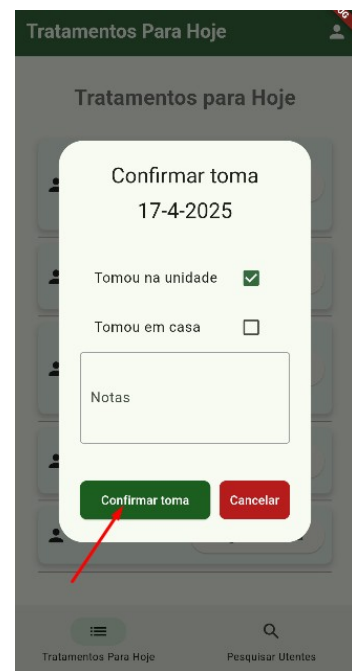 Tratamentos Para Hoje
Tratamentos para Hoje
Confirmar toma
17-4-2025
Tomou na unidade
Tomou em casa
Notas
Confirmar toma
Cancelar
Tratamentos Para Hoje
Pesquisar Utentes